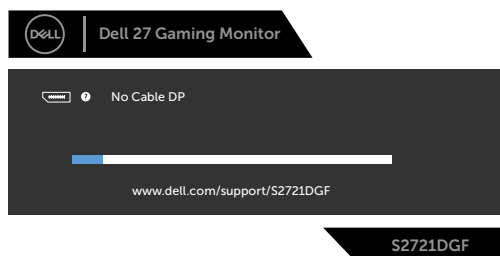 DELL
Dell 27 Gaming Monitor
? No Cable DP
www.dell.com/support/S2721DGF
S2721DGF